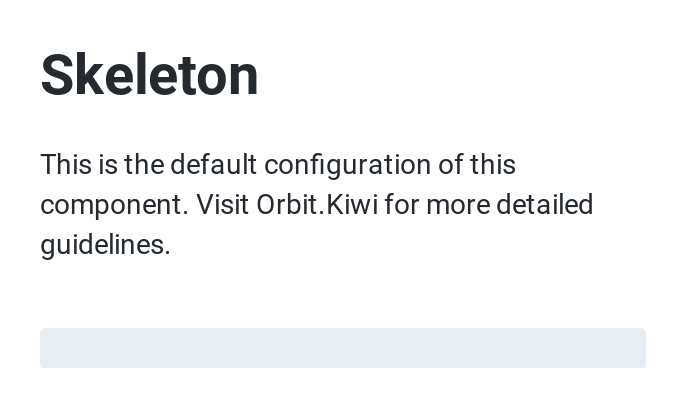 Skeleton
This is the default configuration of this
component. Visit Orbit.Kiwi for more detailed
guidelines.